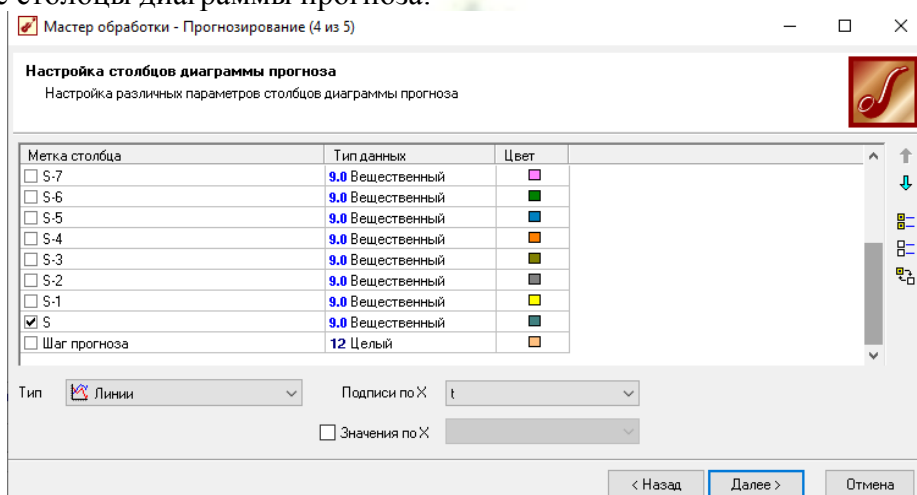 е столбцы диаграммы прогноза.
Мастер обработки - Прогнозирование (4 из 5)
Настройка столбцов диаграммы прогноза
Настройка различных параметров столбцов диаграммы прогноза
Метка столбца Тип данных Цвет
S-7 9.0 Вещественный
S-6 9.0 Вещественный
S-5 9.0 Вещественный
S-4 9.0 Вещественный
S-3 9.0 Вещественный
S-2 9.0 Вещественный
S-1 9.0 Вещественный
S 9.0 Вещественный
Шаг прогноза 12 Целый
Тип Линии Подписи по X t
Значения по X
< Назад Далее > Отмена